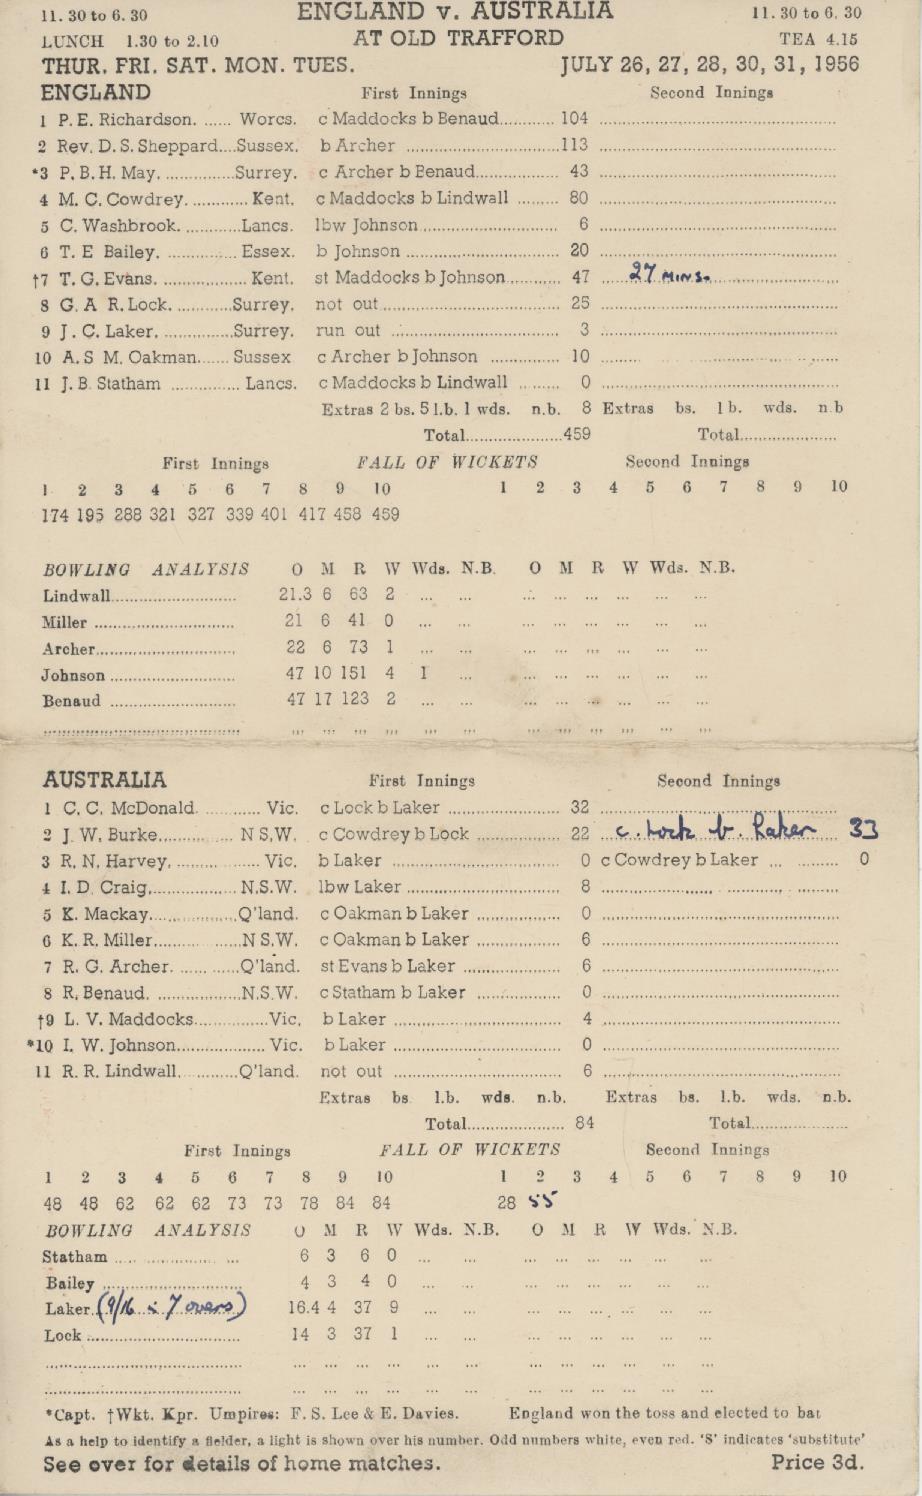 11. 30 to 6. 30 ENGLAND v. AUSTRALIA 11. 30 to 6. 30
LUNCH 1.30 to 2.10 AT OLD TRAFFORD TEA 4.15
THUR. FRI. SAT. MON. TUES. JULY 26, 27, 28, 30, 31, 1956
ENGLAND First Innings Second Innings
1 P. E. Richardson. ...... Worcs. c Maddocks b Benaud............ 104
2 Rev. D. S. Sheppard....Sussex. b Archer ..................................113
*3 P. B. H. May. ...............Surrey. c Archer b Benaud.................. 43
4 M. C. Cowdrey. ............ Kent. c Maddocks b Lindwall ......... 80
5 C. Washbrook. ............Lancs. lbw Johnson.............................. 6
6 T. E Bailey. ............... Essex. b Johnson ................................. 20
†7 T. G. Evans. .................. Kent. st Maddocks b Johnson............ 47 27 MINS.
8 G. A R. Lock. ............Surrey. not out .................................... 25
9 J. C. Laker. ...............Surrey. run out .................................... 3
10 A. S M. Oakman...... Sussex c Archer b Johnson ............... 10
11 J. B. Statham ............... Lancs. c Maddocks b Lindwall ......... 0
Extras 2 bs. 5 l.b. 1 wds. n.b. 8 Extras bs. l b. wds. n.b
Total......................459 Total......................
First Innings FALL OF WICKETS Second Innings
1 2 3 4 5 6 7 8 9 10 1 2 3 4 5 6 7 8 9 10
174 195 288 321 327 339 401 417 458 459
BOWLING ANALYSIS O M R W Wds. N.B. O M R W Wds. N.B.
Lindwall.............................. 21.3 6 63 2 ... ... ... ... ... ... ... ...
Miller .................................. 21 6 41 0 ... ... ... ... ... ... ... ...
Archer.................................. 22 6 73 1 ... ... ... ... ... ... ... ...
Johnson .............................. 47 10 151 4 1 ... ... ... ... ... ... ...
Benaud .............................. 47 17 123 2 ... ... ... ... ... ... ... ...
AUSTRALIA First Innings Second Innings
1 C. C. McDonald. ............ Vic. c Lock b Laker ..................... 32
2 J. W. Burke............... N S.W. c Cowdrey b Lock .................. 22 c. Lock b. Laker 33
3 R. N. Harvey, .................. Vic. b Laker ................................. 0 c Cowdrey b Laker ... ......... 0
4 I. D. Craig.....................N.S.W. lbw Laker .............................. 8
5 K. Mackay...................Q'land. c Oakman b Laker .................. 0
6 K. R. Miller..................N S.W. c Oakman b Laker .................. 6
7 R. G. Archer. ............Q'land. st Evans b Laker ..................... 6
8 R. Benaud. ..................N.S.W. c Statham b Laker .................. 0
†9 L. V. Maddocks...............Vic. b Laker ................................. 4
*10 I. W. Johnson.................. Vic. b Laker ................................. 0
11 R. R. Lindwall. ............Q'land. not out .................................... 6
Extras bs l.b. wds. n.b. Extras bs. l.b. wds. n.b.
Total...................... 84 Total......................
First Innings FALL OF WICKETS Second Innings
1 2 3 4 5 6 7 8 9 10 1 2 3 4 5 6 7 8 9 10
48 48 62 62 62 73 73 78 84 84 28 55
BOWLING ANALYSIS O M R W Wds. N.B. O M R W Wds. N.B.
Statham .............................. 6 3 6 0 ... ... ... ... ... ... ... ...
Bailey ................................. 4 3 4 0 ... ... ... ... ... ... ... ...
Laker. (9/16 in 7 overs) 16.4 4 37 9 ... ... ... ... ... ... ... ...
Lock .................................... 14 3 37 1 ... ... ... ... ... ... ... ...
*Capt. †Wkt. Kpr. Umpires: F. S. Lee & E. Davies. England won the toss and elected to bat
As a help to identify a fielder, a light is shown over his number. Odd numbers white, even red. 'S' indicates 'substitute'
See over for details of home matches. Price 3d.